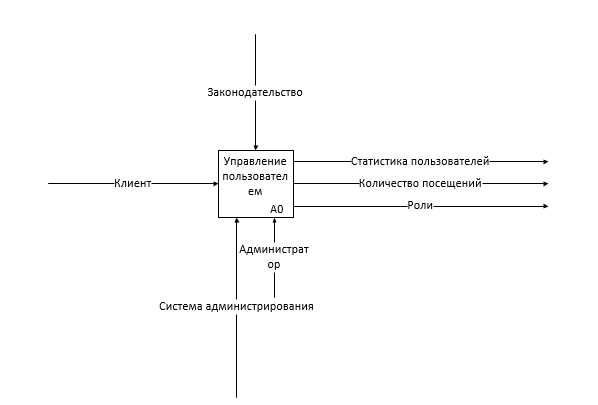 Законодательство
Управление
пользовател
ем
A0
Клиент
Статистика пользователей
Количество посещений
Роли
Администрат
ор
Система администрирования